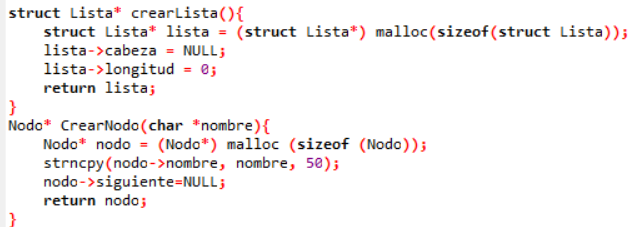 struct Lista* crearLista(){
    struct Lista* lista = (struct Lista*) malloc(sizeof(struct Lista));
    lista->cabeza = NULL;
    lista->longitud = 0;
    return lista;
}
Nodo* CrearNodo(char *nombre){
    Nodo* nodo = (Nodo*) malloc (sizeof (Nodo));
    strncpy(nodo->nombre, nombre, 50);
    nodo->siguiente=NULL;
    return nodo;
}